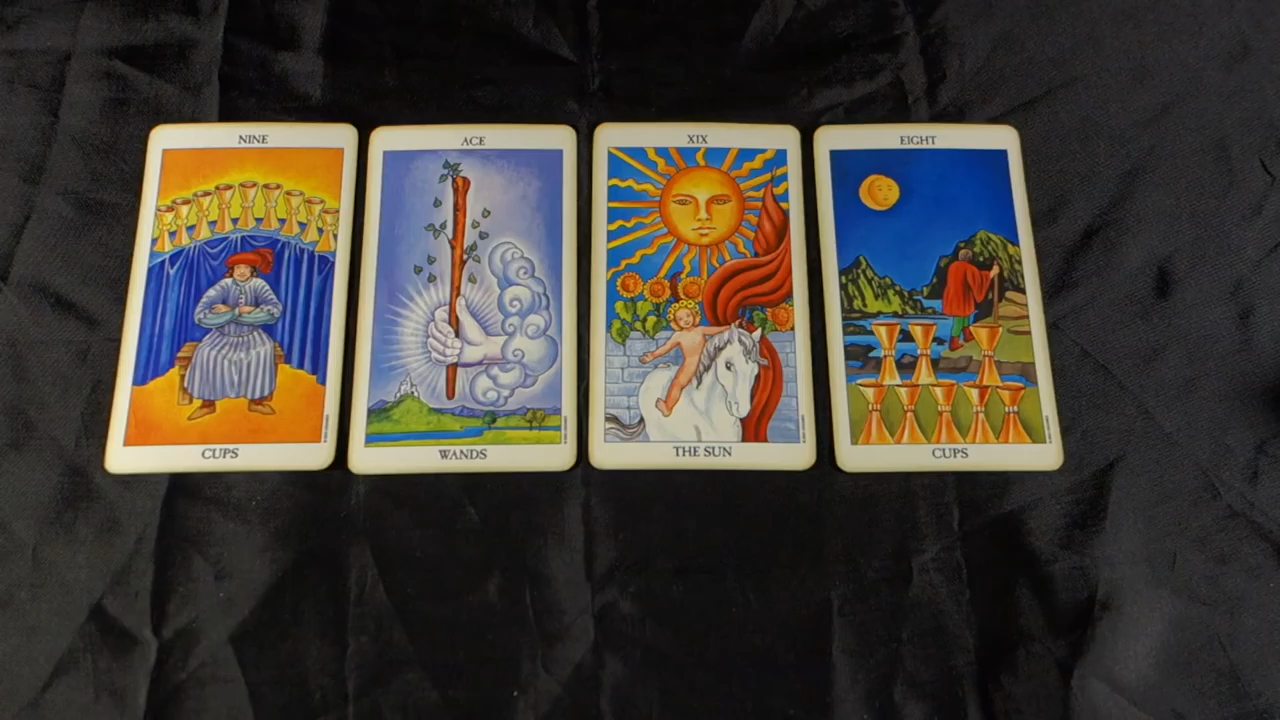 NINE
CUPS
ACE
WANDS
XIX
THE SUN
EIGHT
CUPS